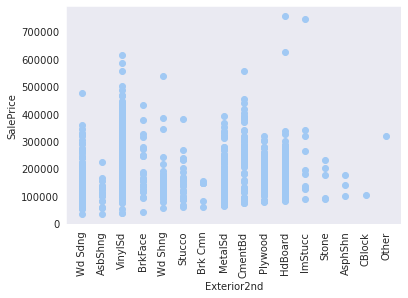 700000
600000
500000
400000
300000
200000
100000
0
SalePrice
Wd Sdng
AsbShng
VinylSd
BrkFace
Wd Shng
Stucco
Brk Cmn
MetalSd
CmentBd
Plywood
HdBoard
ImStucc
Stone
AsphShn
CBlock
Other
Exterior2nd